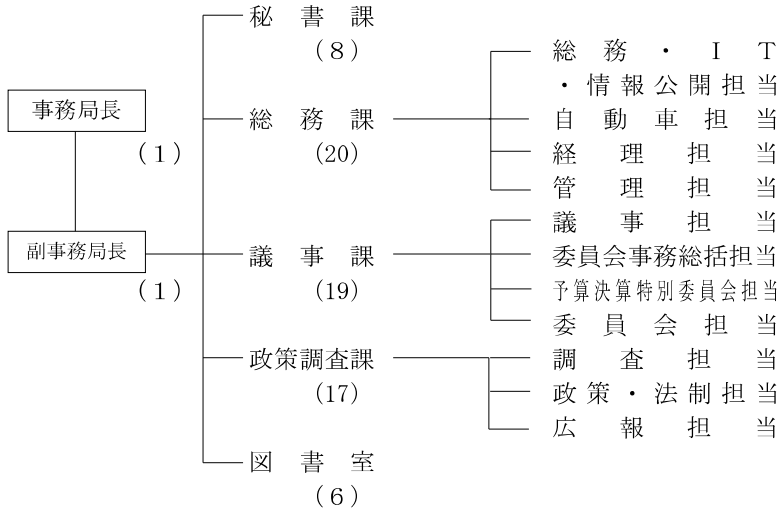 事務局長
(１)
副事務局長
(１)
秘書課
(８)
総務課
(20)
総務・ＩＴ
・情報公開担当
自動車担当
経理担当
管理担当
議事課
(19)
議事担当
委員会事務総括担当
予算決算特別委員会担当
委員会担当
政策調査課
(17)
調査担当
政策・法制担当
広報担当
図書室
(６)